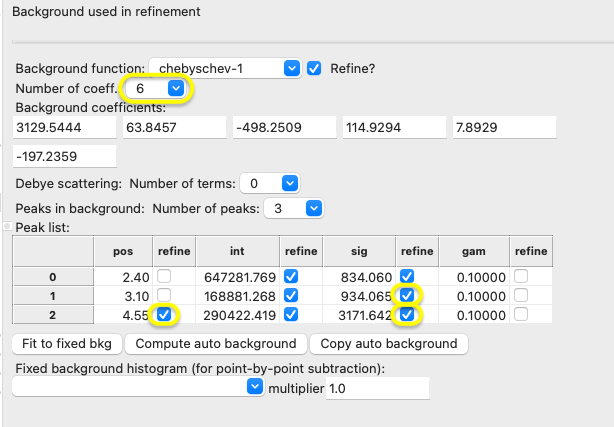 Background used in refinement
Background function: chebyschev-1 Refine?
Number of coeff. 6
Background coefficients:
3129.5444 63.8457 -498.2509 114.9294 7.8929
-197.2359
Debye scattering: Number of terms: 0
Peaks in background: Number of peaks: 3
Peak list:
pos refine int refine sig refine gam refine
0 2.40 647281.769 834.060 0.10000
1 3.10 168881.268 934.065 0.10000
2 4.55 290422.419 3171.642 0.10000
Fit to fixed bkg Compute auto background Copy auto background
Fixed background histogram (for point-by-point subtraction):
multiplier 1.0